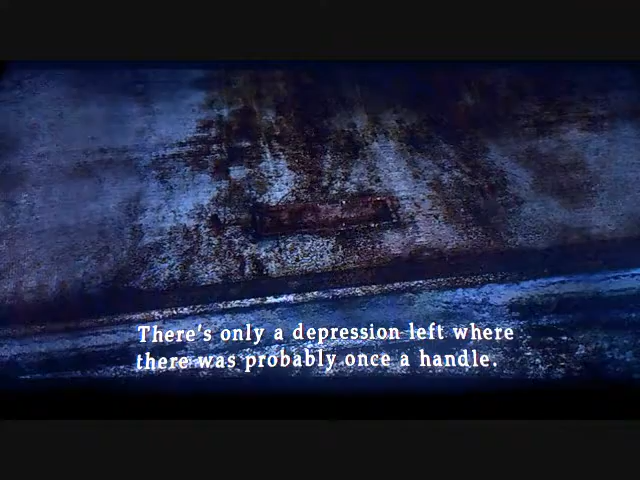 There's only a depression left where
there was probably once a handle.